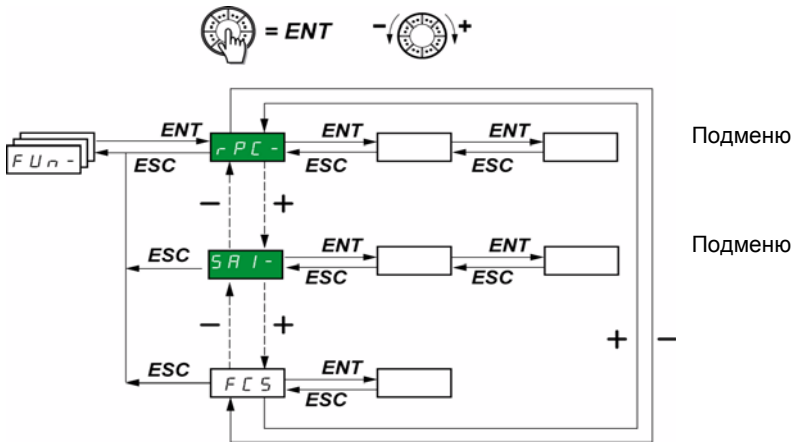 = ENT
− +
ENT
ENT
ENT
Подменю
FUn-
rPC-
ESC
ESC
ESC
− +
ENT
ENT
Подменю
ESC
SAI-
ESC
ESC
− +
+ −
ESC
ENT
FCS
ESC